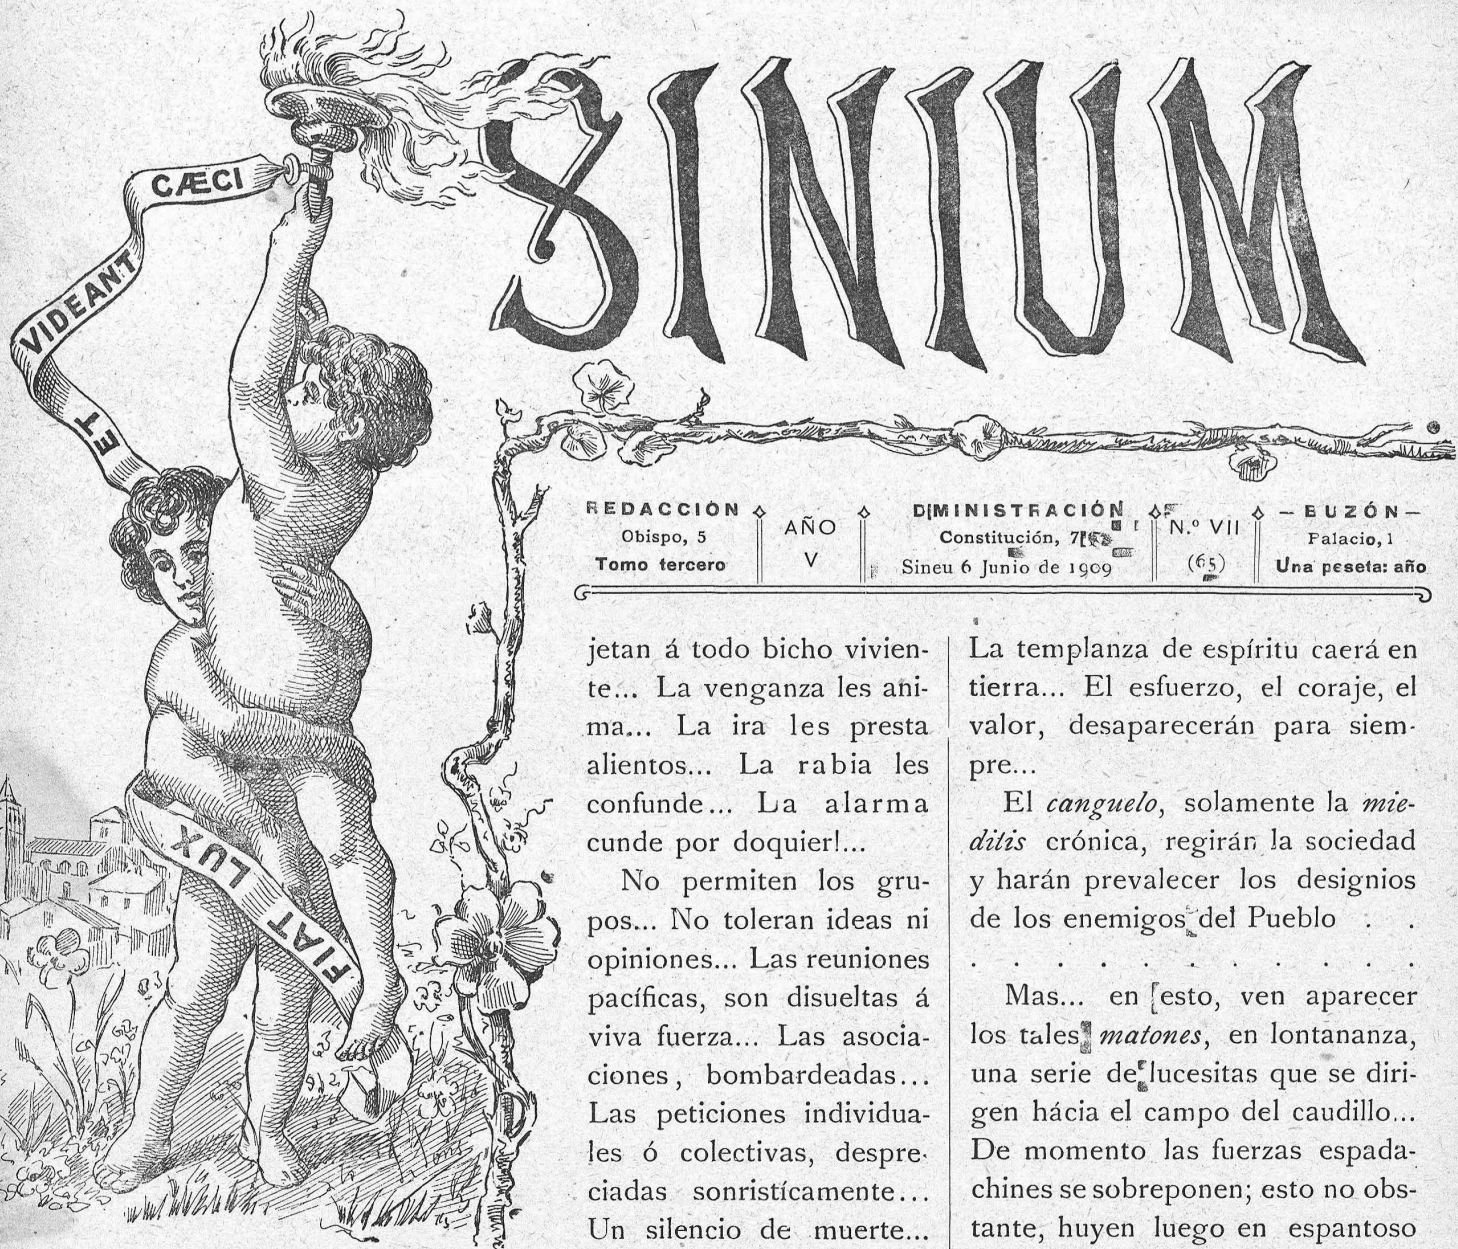 SINIUM
CÆCI
VIDEANT
ET
FIAT LUX
REDACCIÓN
Obispo, 5
Tomo tercero
AÑO
V
DMINISTRACIÓN
Constitución, 7
Sineu 6 Junio de 1909
N.º VII
(65)
— BUZÓN —
Palacio, 1
Una peseta: año
jetan á todo bicho vivien-
te... La venganza les ani-
ma... La ira les presta
alientos... La rabia les
confunde... La alarma
cunde por doquier!...
No permiten los gru-
pos... No toleran ideas ni
opiniones... Las reuniones
pacíficas, son disueltas á
viva fuerza... Las asocia-
ciones, bombardeadas...
Las peticiones individua-
les ó colectivas, despre-
ciadas sonristícamente...
Un silencio de muerte...
La templanza de espíritu caerá en
tierra... El esfuerzo, el coraje, el
valor, desaparecerán para siem-
pre...
El canguelo, solamente la mie-
ditis crónica, regirán la sociedad
y harán prevalecer los designios
de los enemigos del Pueblo . .
. . . . . . . . . . .
Mas... en [esto, ven aparecer
los tales matones, en lontananza,
una serie de lucesitas que se diri-
gen hácia el campo del caudillo...
De momento las fuerzas espada-
chines se sobreponen; esto no obs-
tante, huyen luego en espantoso